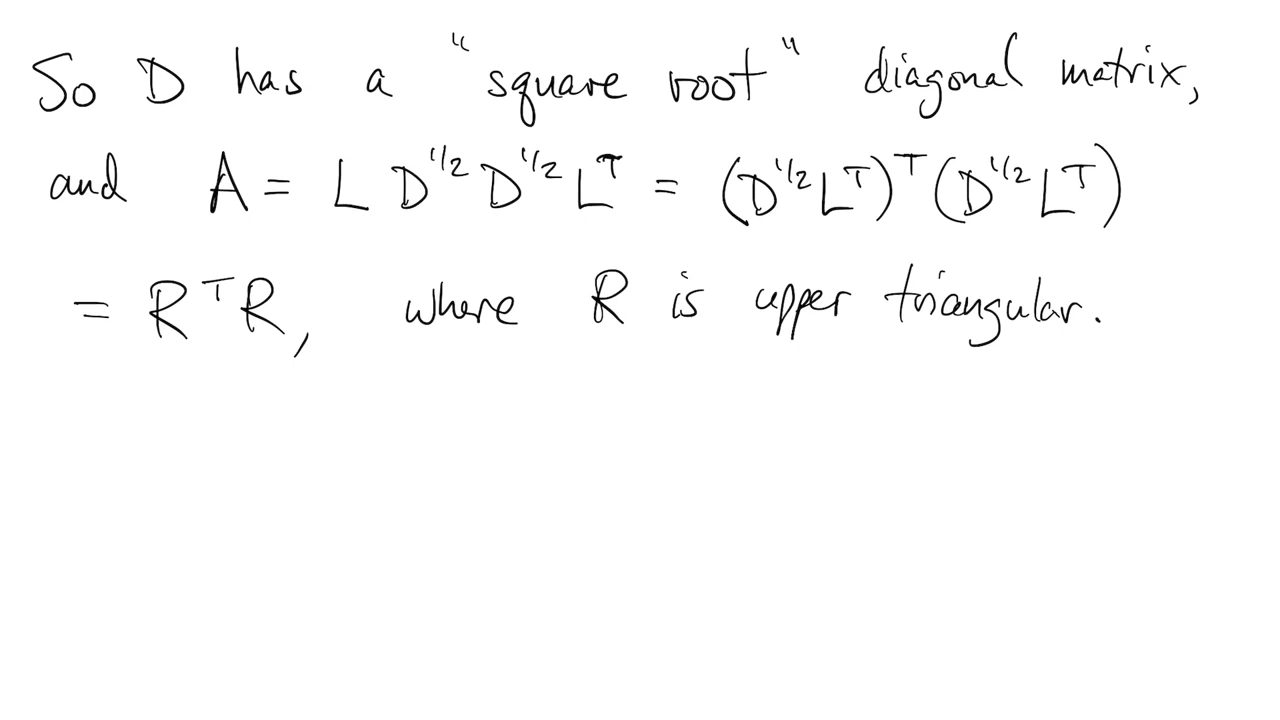 So D has a “square root“ diagonal matrix,
and A = L D^{1/2} D^{1/2} L^T = (D^{1/2} L^T)^T (D^{1/2} L^T)
= R^T R, where R is upper triangular.